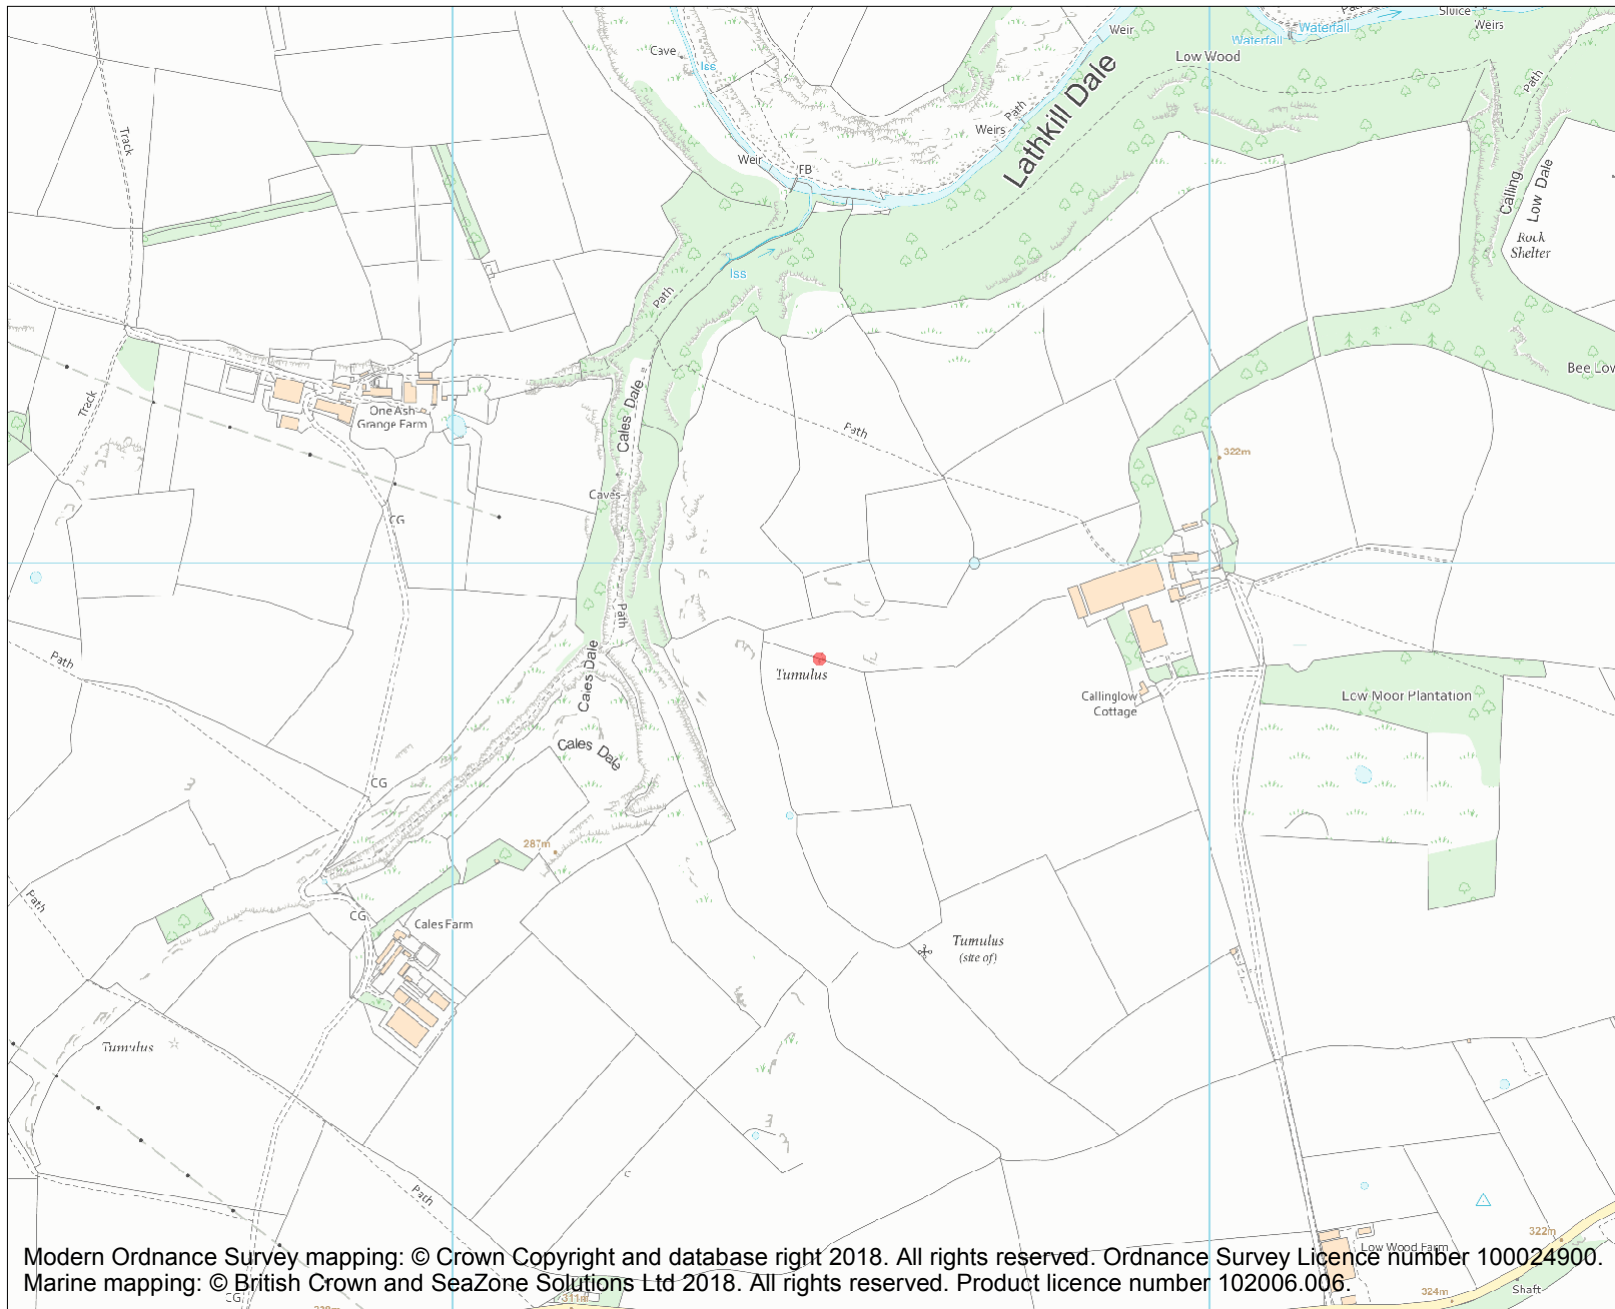 Sluice
Weirs
Waterfall
Waterfall
Weir
Low Wood
Cave
Iss
Path
Path
Weirs
Lathkill Dale
Track
Weir
FB
Calling
Low Dale
Rock
Shelter
Iss
Path
Bee Low
Track
One Ash
Grange Farm
Cales Dale
Path
322m
Caves
CG
Path
Path
Cales Dale
Tumulus
Callinglow
Cottage
Low Moor Plantation
Cales Dale
CG
287m
Path
CG
Cales Farm
Tumulus
(site of)
Tumulus
Path
322m
Low Wood Farm
Modern Ordnance Survey mapping: © Crown Copyright and database right 2018. All rights reserved. Ordnance Survey Licence number 100024900.
Marine mapping: © British Crown and SeaZone Solutions Ltd 2018. All rights reserved. Product licence number 102006.006.
CG
311m
324m
Shaft